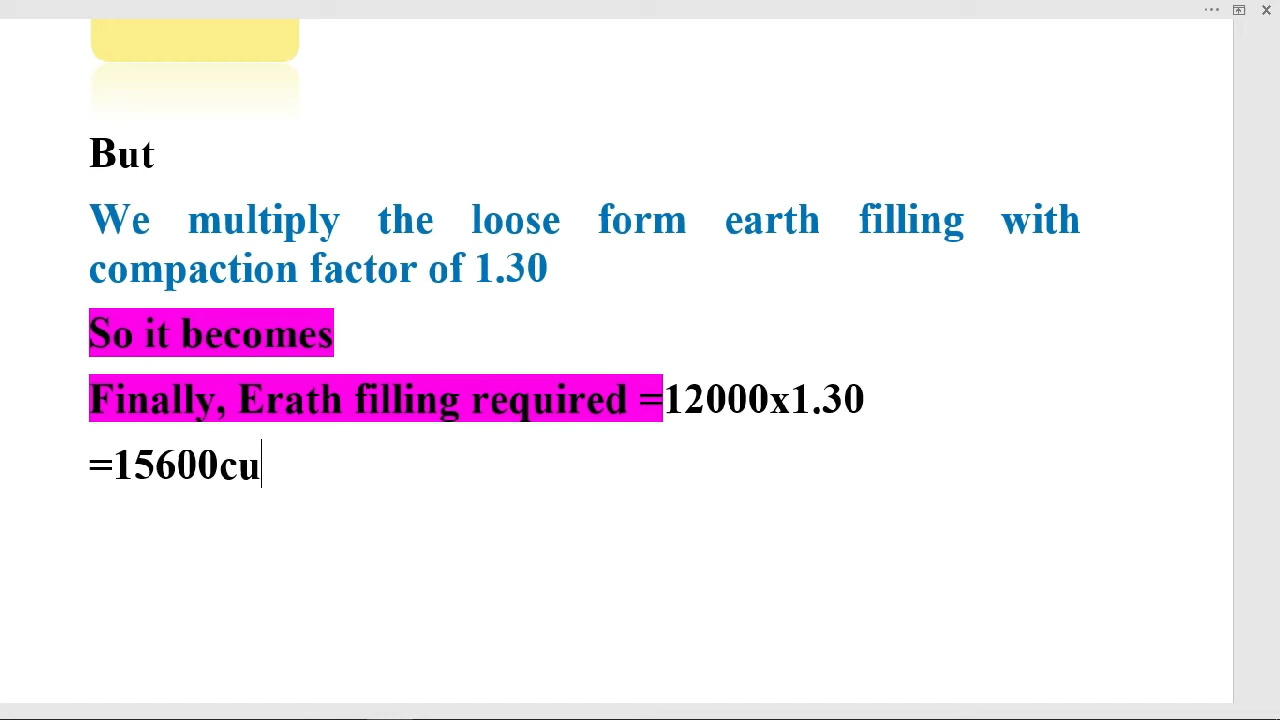 But
We multiply the loose form earth filling with
compaction factor of 1.30
So it becomes
Finally, Erath filling required =12000x1.30
=15600cu